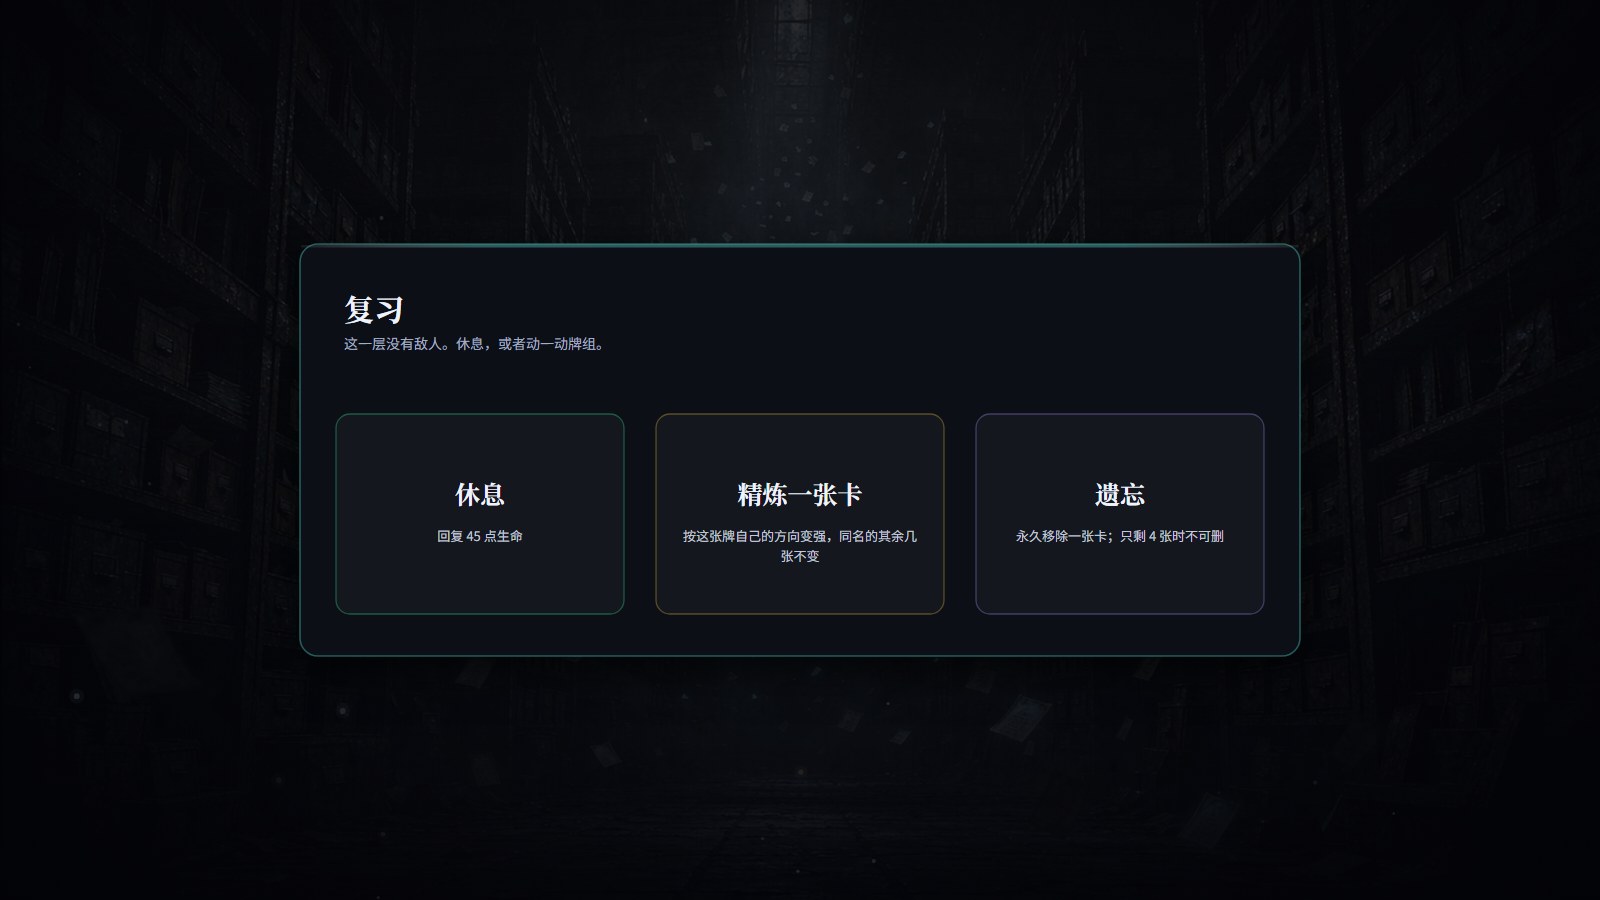 复习
这一层没有敌人。休息，或者动一动牌组。
休息
回复 45 点生命
精炼一张卡
按这张牌自己的方向变强，同名的其余几
张不变
遗忘
永久移除一张卡；只剩 4 张时不可删